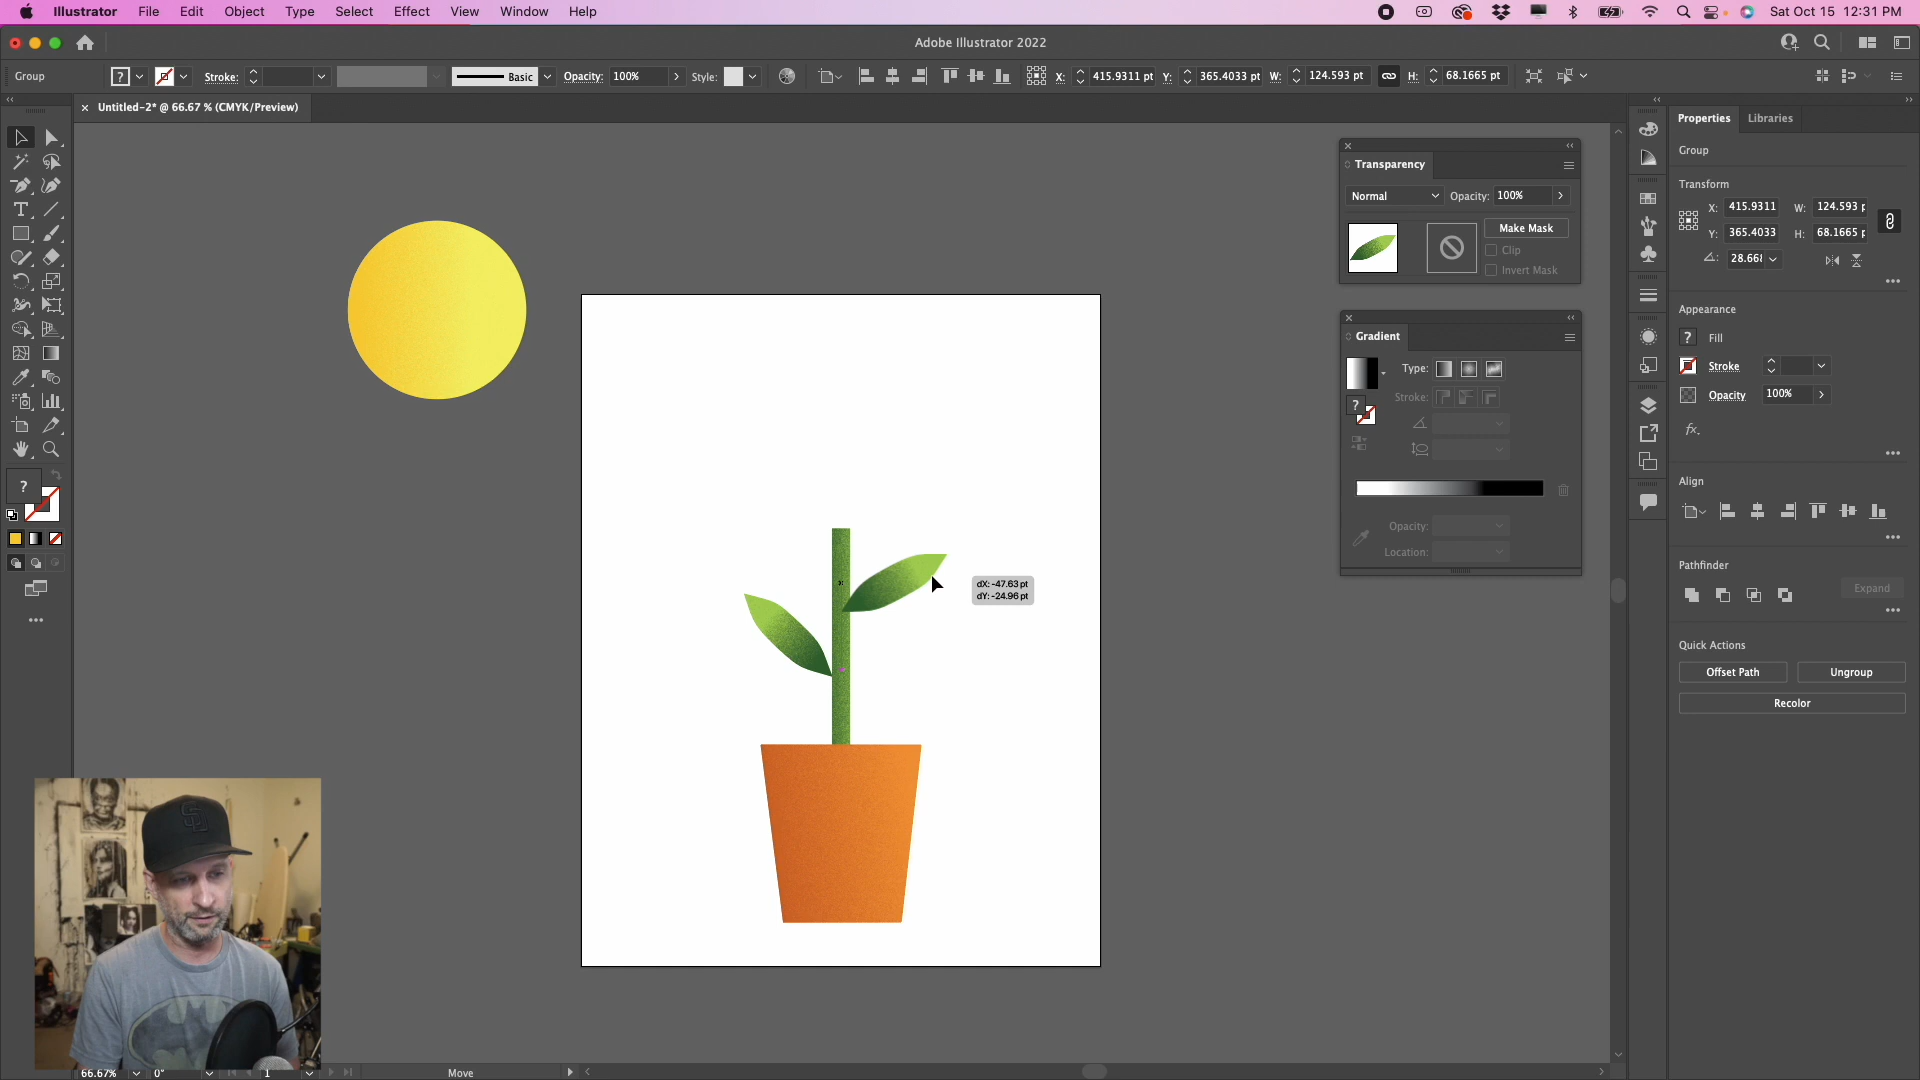 Illustrator File Edit Object Type Select Effect View Window Help Sat Oct 15 12:31 PM
Adobe Illustrator 2022
Group ? Stroke: Basic Opacity: 100% Style: X: 415.9311 pt Y: 365.4033 pt W: 124.593 pt H: 68.1665 pt
Untitled-2* @ 66.67 % (CMYK/Preview)
Properties Libraries
Group
Transparency
Normal Opacity: 100%
Make Mask
Clip
Invert Mask
Transform
X: 415.9311 W: 124.593 p
Y: 365.4033 H: 68.1665 p
28.668
Appearance
? Fill
Stroke
Opacity 100%
fx.
Gradient
Type:
Stroke:
?
Opacity:
Location:
Align
Pathfinder
Expand
Quick Actions
Offset Path Ungroup
Recolor
?
dX: -47.63 pt
dY: -24.96 pt
66.67% 0° 1 Move